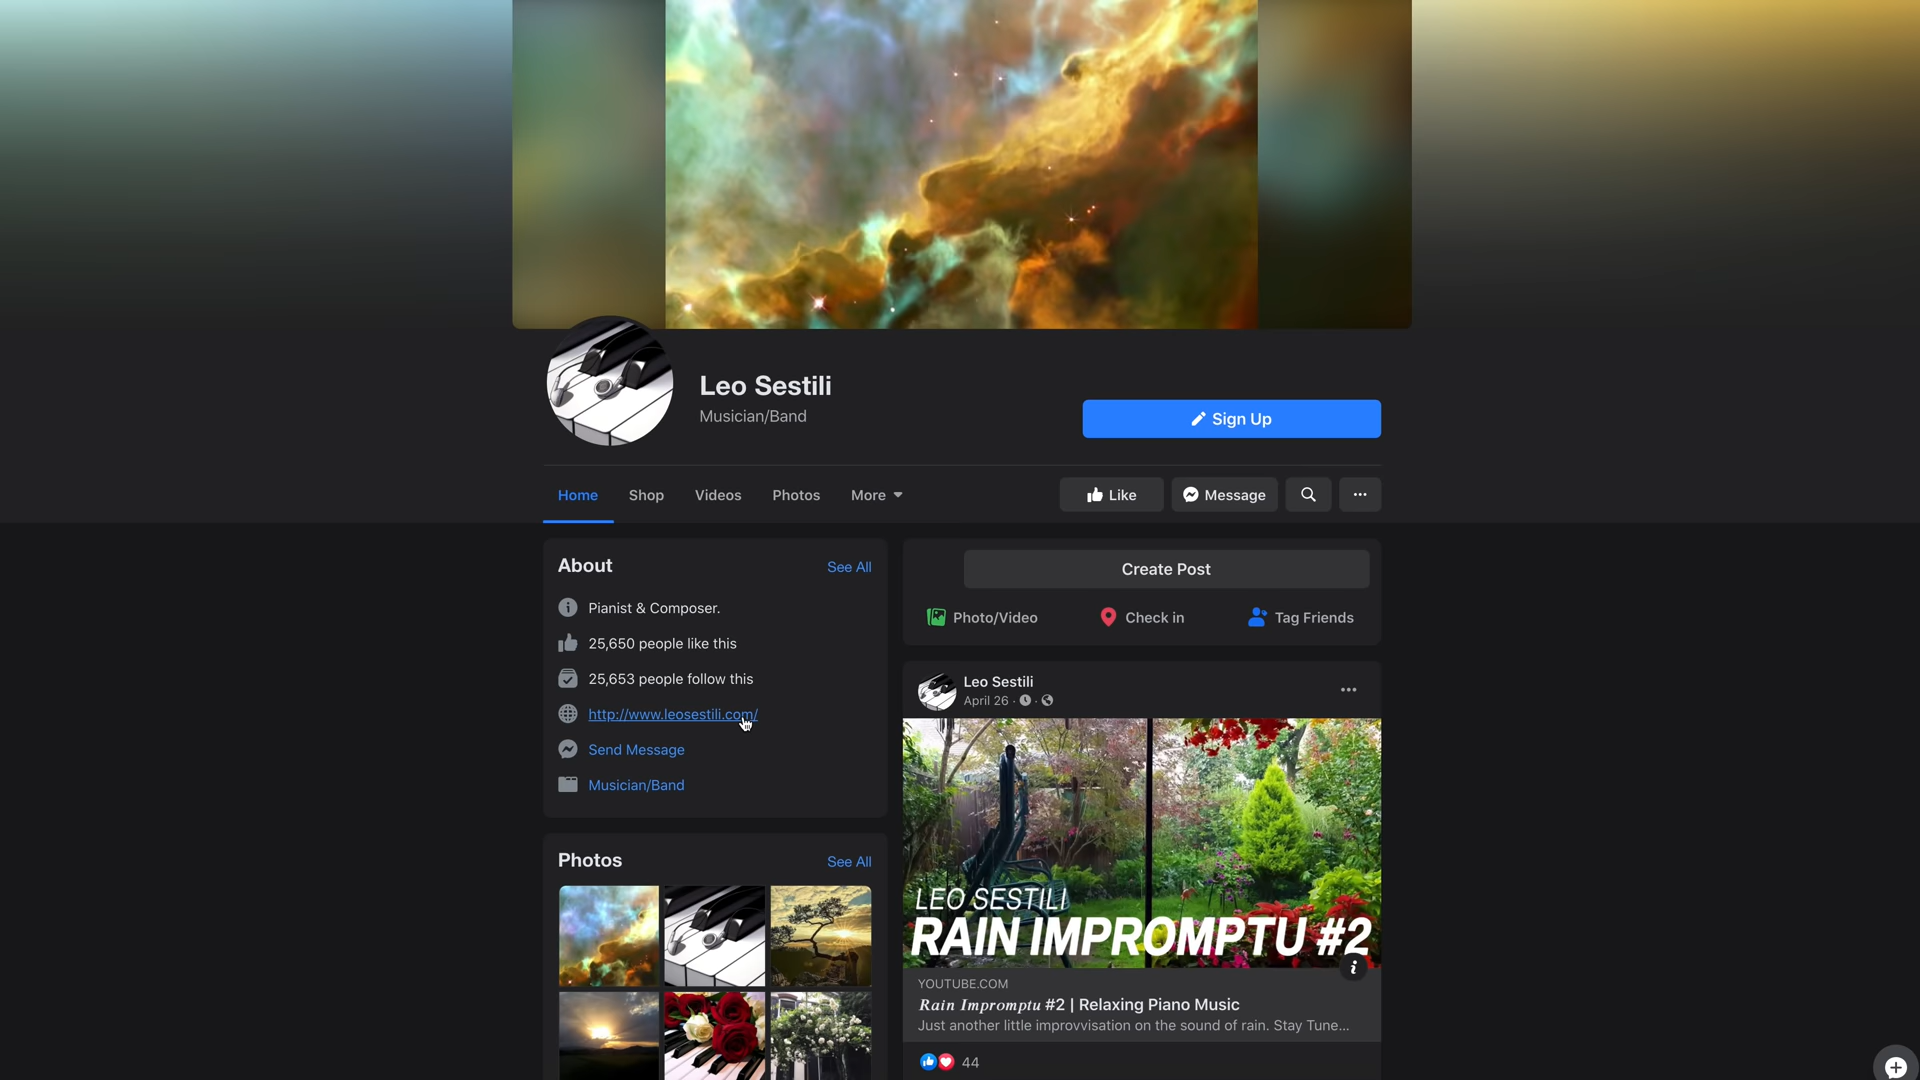 Leo Sestili
Musician/Band
Sign Up
Home
Shop
Videos
Photos
More
Like
Message
About
See All
Pianist & Composer.
25,650 people like this
25,653 people follow this
http://www.leosestili.com/
Send Message
Musician/Band
Photos
See All
Create Post
Photo/Video
Check in
Tag Friends
Leo Sestili
April 26 · ·
LEO SESTILI
RAIN IMPROMPTU #2
YOUTUBE.COM
𝑅𝑎𝑖𝑛 𝐼𝑚𝑝𝑟𝑜𝑚𝑝𝑡𝑢 #2 | Relaxing Piano Music
Just another little improvvisation on the sound of rain. Stay Tune...
44